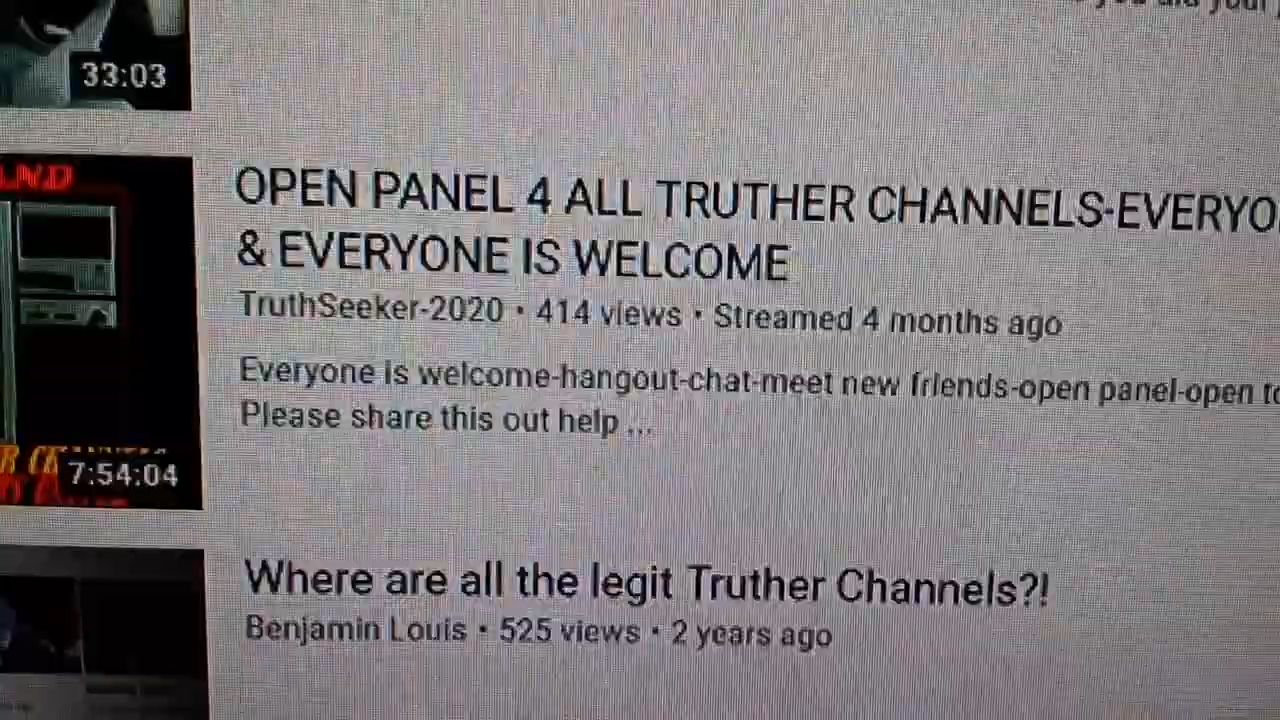 33:03
OPEN PANEL 4 ALL TRUTHER CHANNELS-EVERYO
& EVERYONE IS WELCOME
TruthSeeker-2020 • 414 views • Streamed 4 months ago
Everyone is welcome-hangout-chat-meet new friends-open panel-open to
Please share this out help ...
7:54:04
Where are all the legit Truther Channels?!
Benjamin Louis • 525 views • 2 years ago